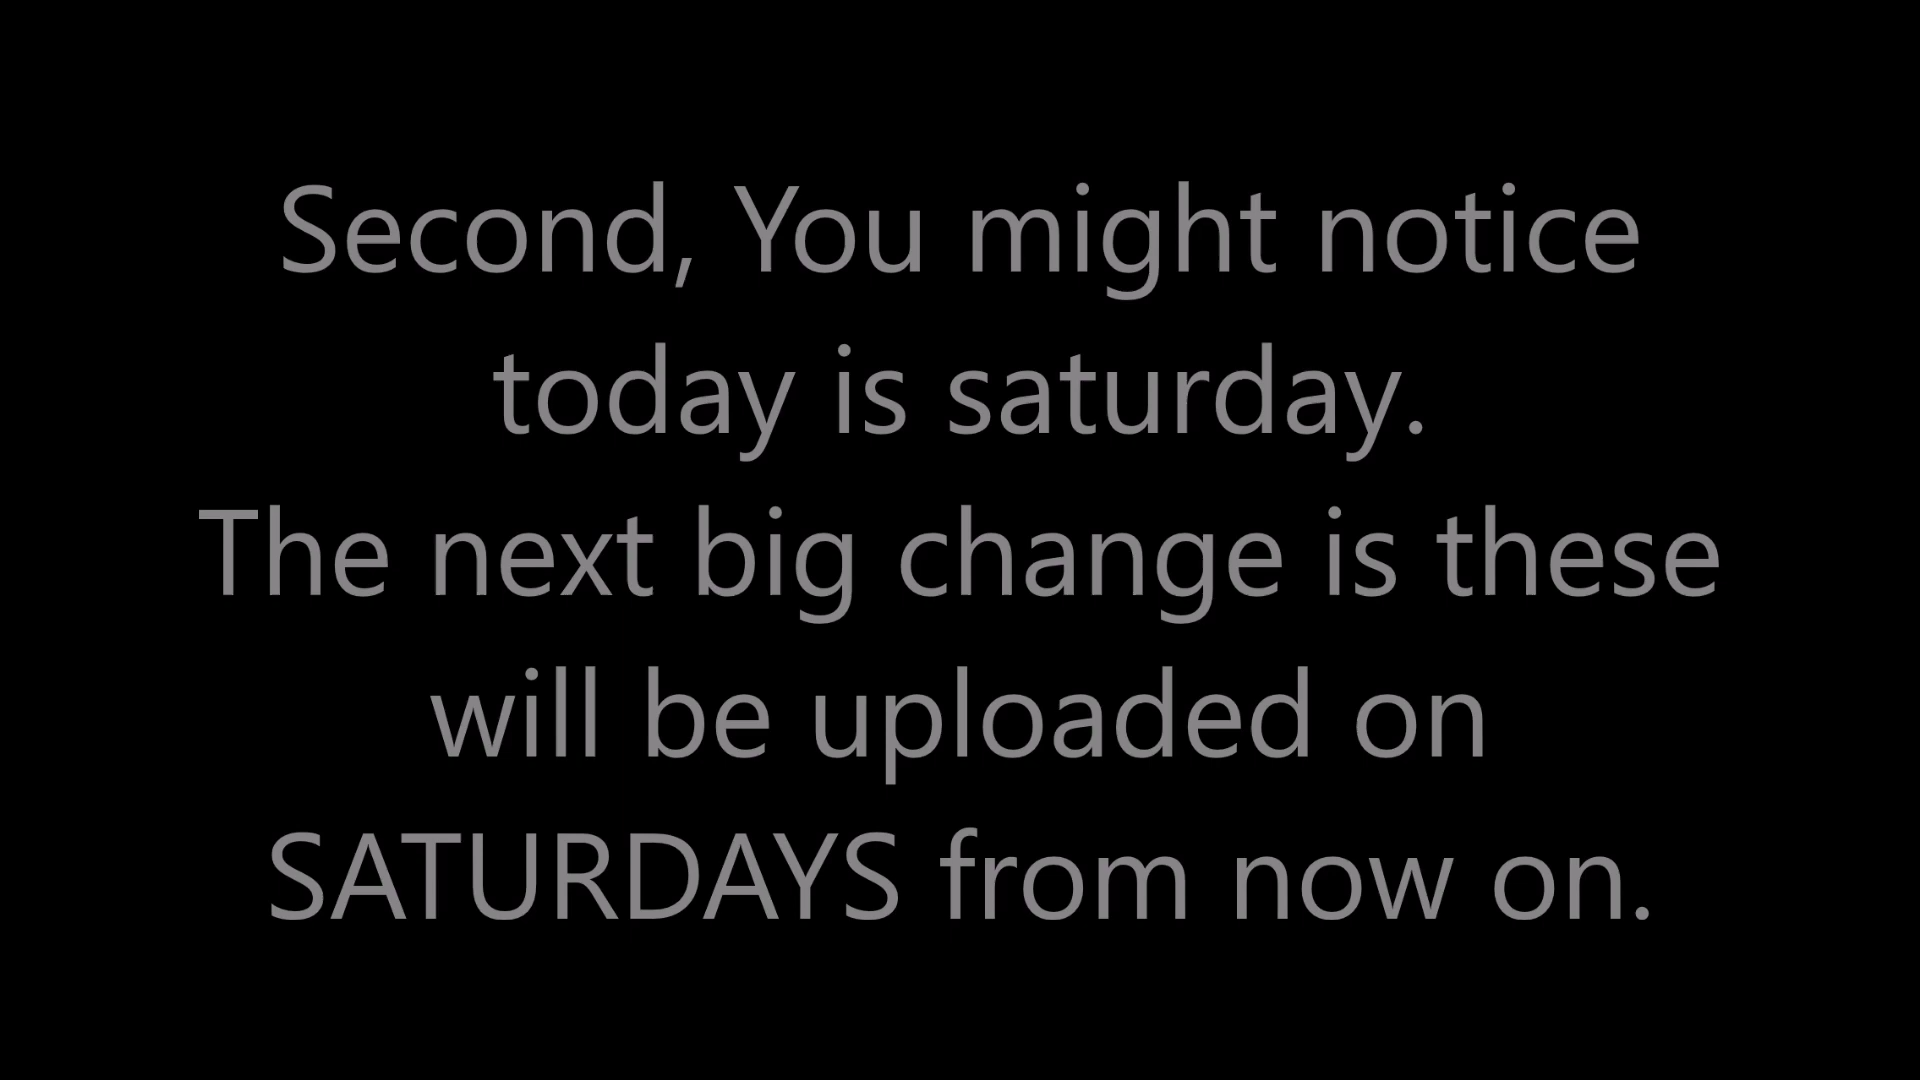 Second, You might notice
today is saturday.
The next big change is these
will be uploaded on
SATURDAYS from now on.